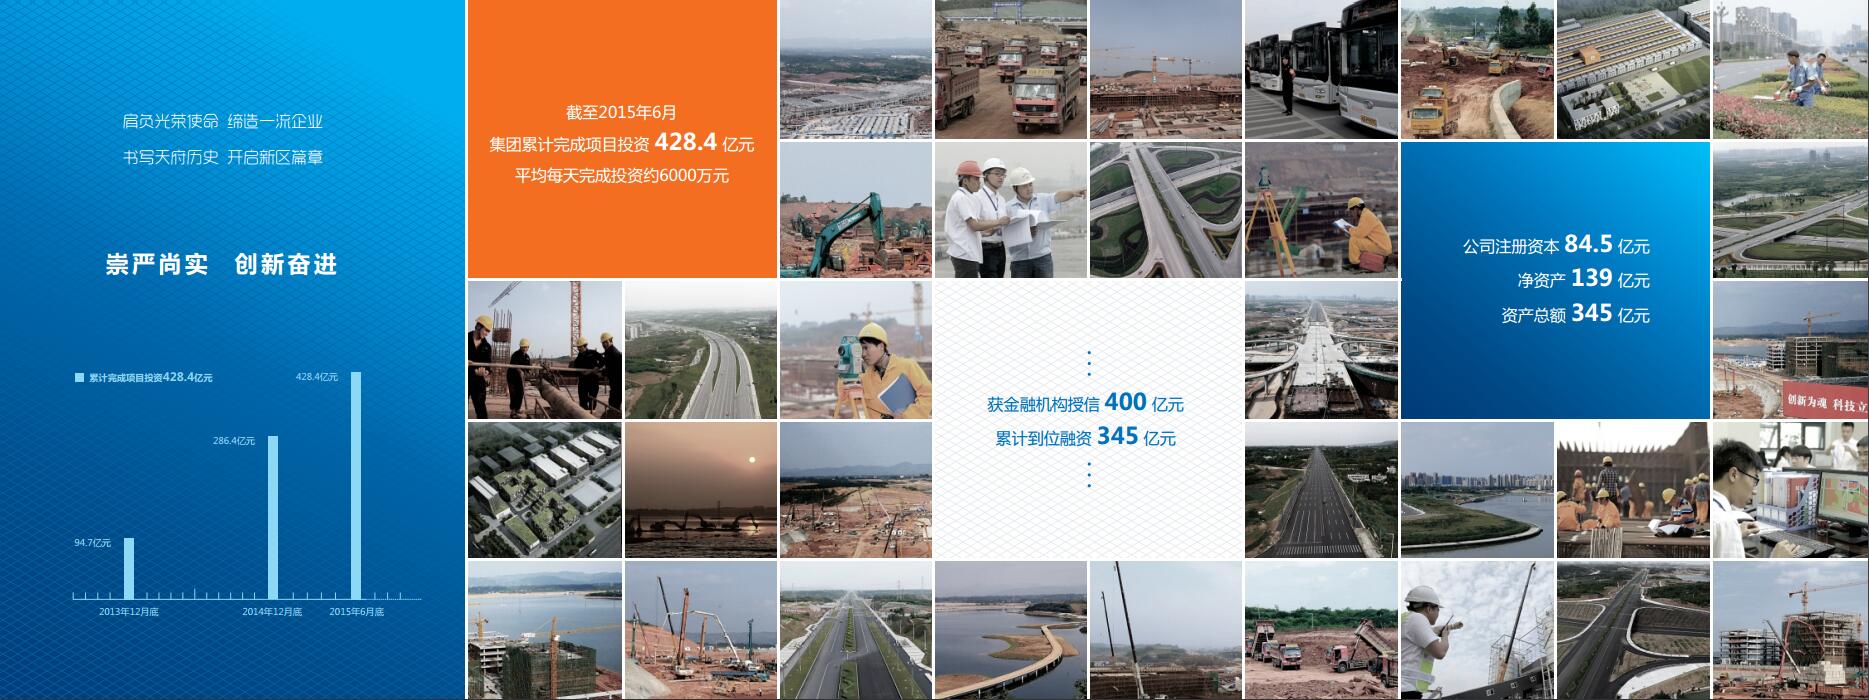 肩负光荣使命 缔造一流企业
书写天府历史 开启新区篇章
崇严尚实 创新奋进
累计完成项目投资428.4亿元
428.4亿元
286.4亿元
94.7亿元
2013年12月底
2014年12月底
2015年6月底
截至2015年6月
集团累计完成项目投资 428.4 亿元
平均每天完成投资约6000万元
获金融机构授信 400 亿元
累计到位融资 345 亿元
公司注册资本 84.5 亿元
净资产 139 亿元
资产总额 345 亿元
创新为魂 科技立